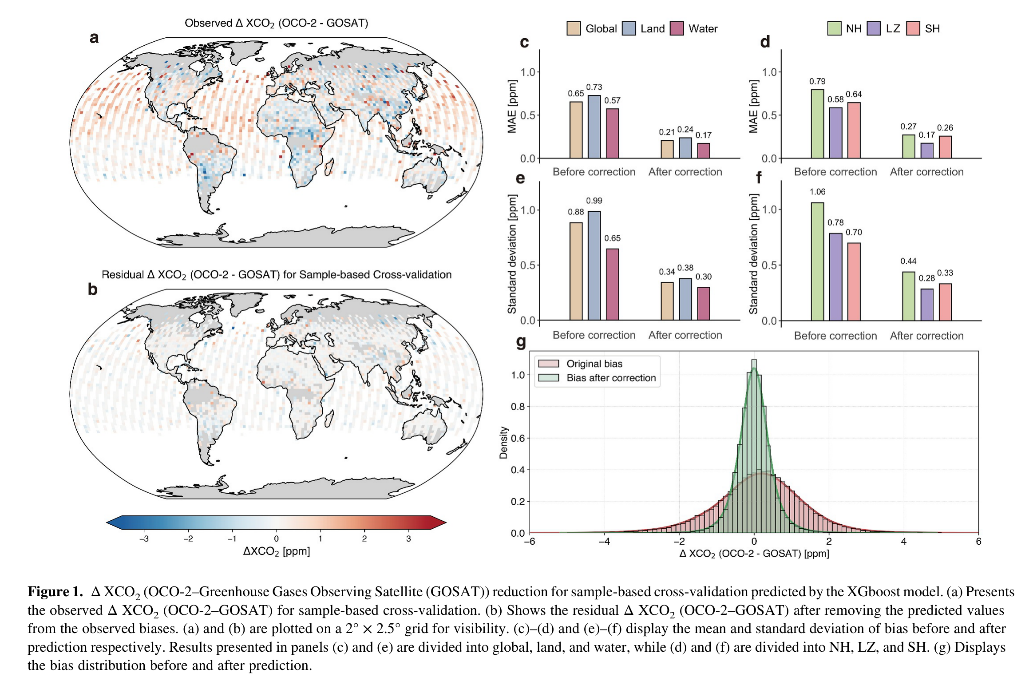 Observed Δ XCO₂ (OCO-2 - GOSAT)
a
Residual Δ XCO₂ (OCO-2 - GOSAT) for Sample-based Cross-validation
b
−3 −2 −1 0 1 2 3
ΔXCO₂ [ppm]
Global Land Water
c
MAE [ppm]
1.0
0.5
0.0
0.65 0.73 0.57
0.21 0.24 0.17
Before correction After correction
NH LZ SH
d
MAE [ppm]
1.0
0.5
0.0
0.79 0.58 0.64
0.27 0.17 0.26
Before correction After correction
e
Standard deviation [ppm]
1.0
0.5
0.0
0.88 0.99 0.65
0.34 0.38 0.30
Before correction After correction
f
Standard deviation [ppm]
1.0
0.5
0.0
1.06 0.78 0.70
0.44 0.28 0.33
Before correction After correction
g
Original bias
Bias after correction
Density
1.0
0.8
0.6
0.4
0.2
0.0
−6 −4 −2 0 2 4 6
Δ XCO₂ (OCO-2 - GOSAT) [ppm]
Figure 1. Δ XCO₂ (OCO-2–Greenhouse Gases Observing Satellite (GOSAT)) reduction for sample-based cross-validation predicted by the XGboost model. (a) Presents
the observed Δ XCO₂ (OCO-2–GOSAT) for sample-based cross-validation. (b) Shows the residual Δ XCO₂ (OCO-2–GOSAT) after removing the predicted values
from the observed biases. (a) and (b) are plotted on a 2° × 2.5° grid for visibility. (c)–(d) and (e)–(f) display the mean and standard deviation of bias before and after
prediction respectively. Results presented in panels (c) and (e) are divided into global, land, and water, while (d) and (f) are divided into NH, LZ, and SH. (g) Displays
the bias distribution before and after prediction.